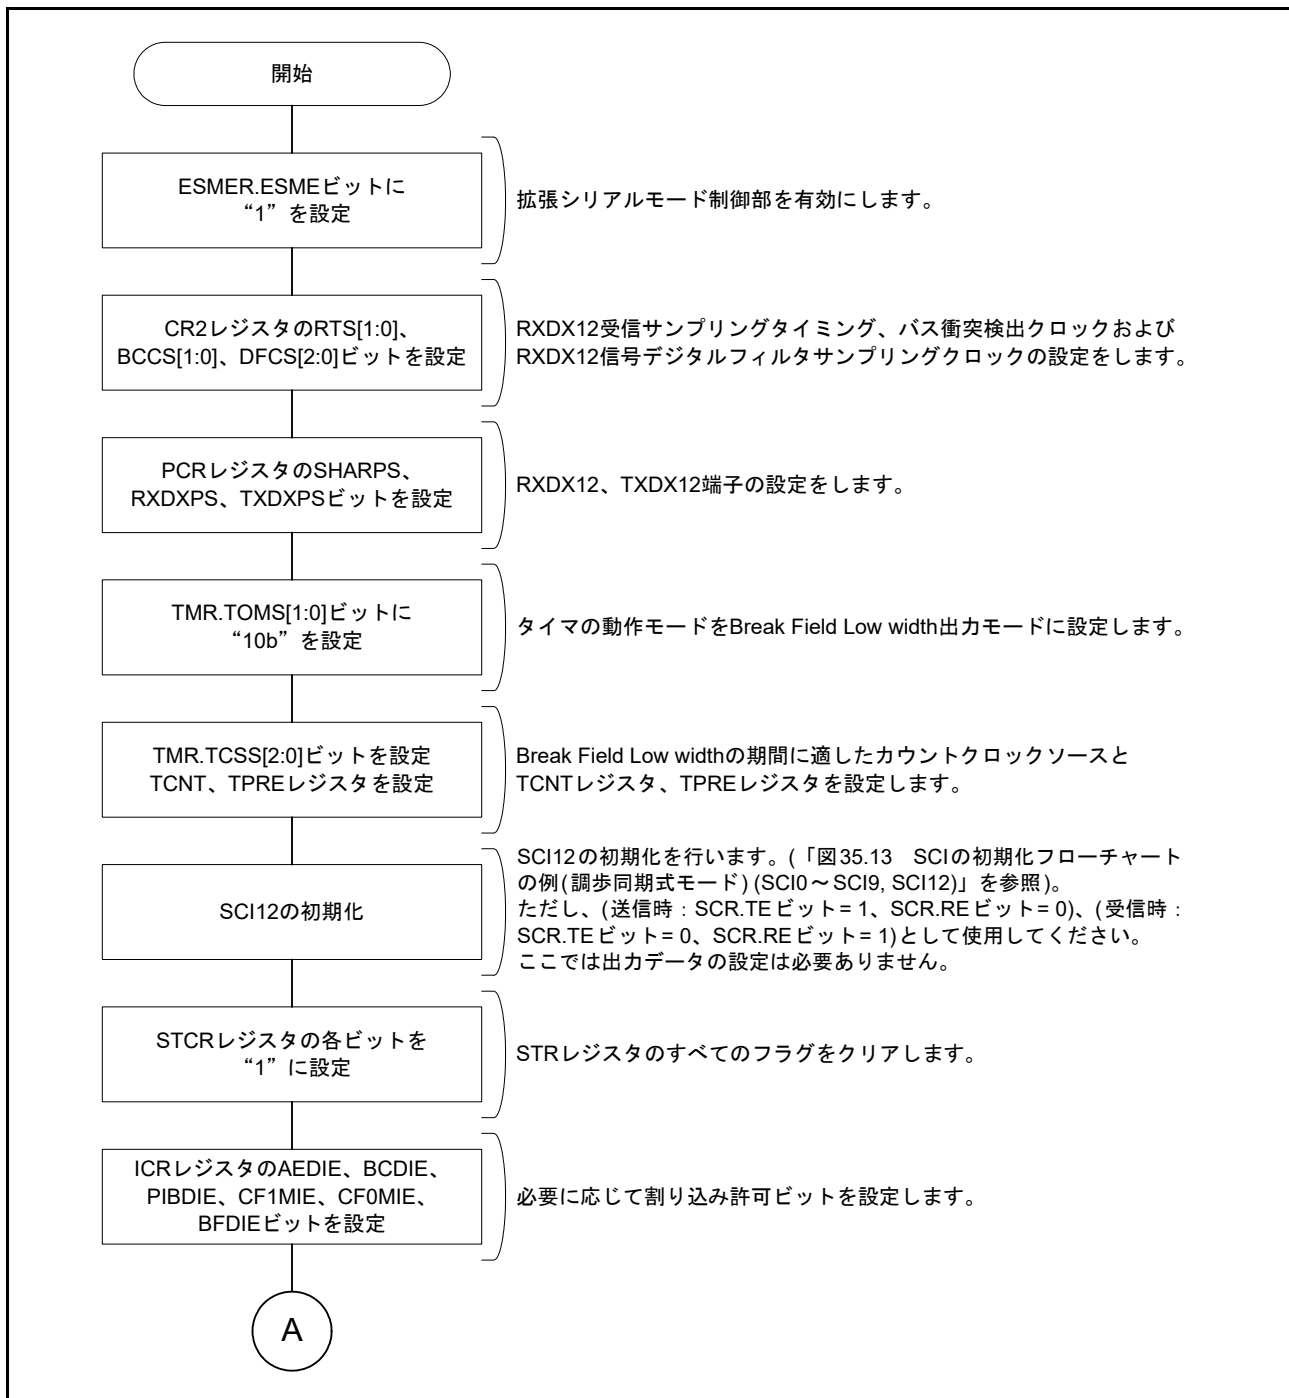 開始
ESMER.ESMEビットに
“1”を設定
拡張シリアルモード制御部を有効にします。
CR2レジスタのRTS[1:0]、
BCCS[1:0]、DFCS[2:0]ビットを設定
RXDX12受信サンプリングタイミング、バス衝突検出クロックおよび
RXDX12信号デジタルフィルタサンプリングクロックの設定をします。
PCRレジスタのSHARPS、
RXDXPS、TXDXPSビットを設定
RXDX12、TXDX12端子の設定をします。
TMR.TOMS[1:0]ビットに
“10b”を設定
タイマの動作モードをBreak Field Low width出力モードに設定します。
TMR.TCSS[2:0]ビットを設定
TCNT、TPREレジスタを設定
Break Field Low widthの期間に適したカウントクロックソースと
TCNTレジスタ、TPREレジスタを設定します。
SCI12の初期化
SCI12の初期化を行います。(「図35.13　SCIの初期化フローチャート
の例(調歩同期式モード) (SCI0～SCI9, SCI12)」を参照)。
ただし、(送信時：SCR.TEビット= 1、SCR.REビット= 0)、(受信時：
SCR.TEビット= 0、SCR.REビット= 1)として使用してください。
ここでは出力データの設定は必要ありません。
STCRレジスタの各ビットを
“1”に設定
STRレジスタのすべてのフラグをクリアします。
ICRレジスタのAEDIE、BCDIE、
PIBDIE、CF1MIE、CF0MIE、
BFDIEビットを設定
必要に応じて割り込み許可ビットを設定します。
A